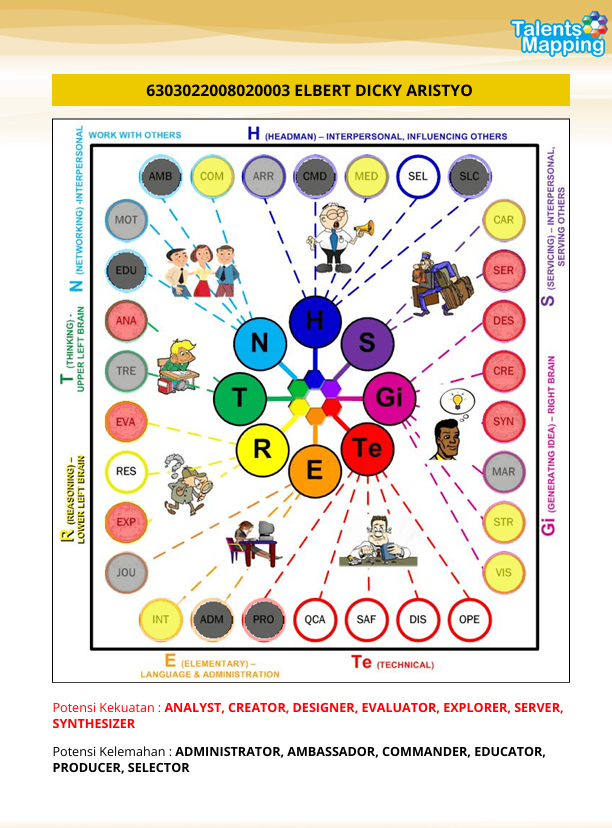 Talents
Mapping
6303022008020003 ELBERT DICKY ARISTYO
WORK WITH OTHERS
H (HEADMAN) – INTERPERSONAL, INFLUENCING OTHERS
N (NETWORKING) -INTERPERSONAL
S (SERVICING) – INTERPERSONAL,
SERVING OTHERS
AMB
COM
ARR
CMD
MED
SEL
SLC
MOT
CAR
EDU
SER
ANA
DES
TRE
CRE
EVA
SYN
RES
MAR
EXP
STR
JOU
VIS
INT
ADM
PRO
QCA
SAF
DIS
OPE
H
N
S
T
Gi
R
Te
E
T (THINKING) -
UPPER LEFT BRAIN
R (REASONING) –
LOWER LEFT BRAIN
Gi (GENERATING IDEA) – RIGHT BRAIN
E (ELEMENTARY) –
LANGUAGE & ADMINISTRATION
Te (TECHNICAL)
Potensi Kekuatan : ANALYST, CREATOR, DESIGNER, EVALUATOR, EXPLORER, SERVER,
SYNTHESIZER
Potensi Kelemahan : ADMINISTRATOR, AMBASSADOR, COMMANDER, EDUCATOR,
PRODUCER, SELECTOR